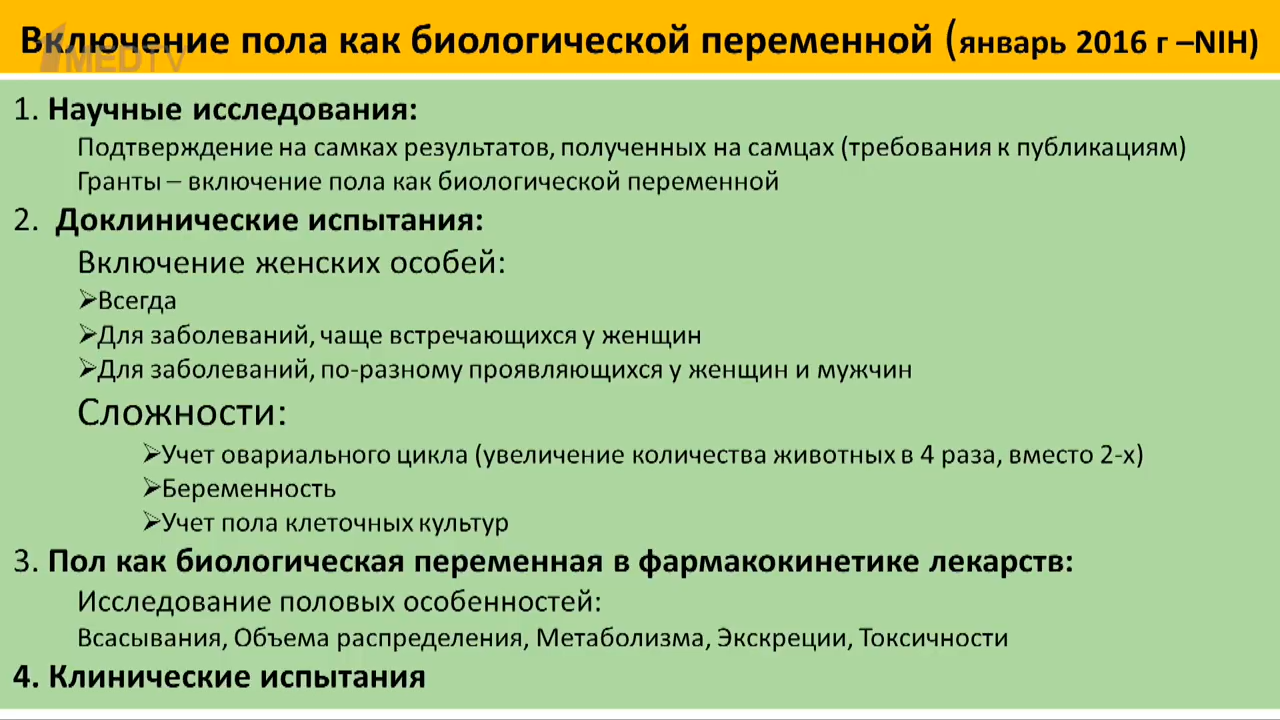 Включение пола как биологической переменной (январь 2016 г –NIH)
1MEDTV
1. Научные исследования:
Подтверждение на самках результатов, полученных на самцах (требования к публикациям)
Гранты – включение пола как биологической переменной
2. Доклинические испытания:
Включение женских особей:
➢Всегда
➢Для заболеваний, чаще встречающихся у женщин
➢Для заболеваний, по-разному проявляющихся у женщин и мужчин
Сложности:
➢Учет овариального цикла (увеличение количества животных в 4 раза, вместо 2-х)
➢Беременность
➢Учет пола клеточных культур
3. Пол как биологическая переменная в фармакокинетике лекарств:
Исследование половых особенностей:
Всасывания, Объема распределения, Метаболизма, Экскреции, Токсичности
4. Клинические испытания